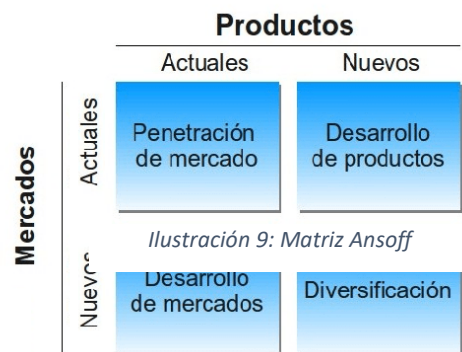 Productos
Actuales Nuevos
Mercados
Actuales
Penetración
de mercado
Desarrollo
de productos
Ilustración 9: Matriz Ansoff
Nuevos
Desarrollo
de mercados
Diversificación